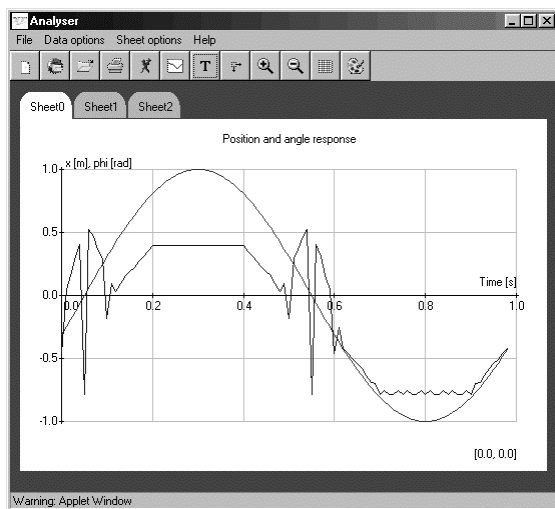 Analyser
File Data options Sheet options Help
T
Sheet0 Sheet1 Sheet2
Position and angle response
x [m], phi [rad]
1.0
0.5
Time [s]
0.0
0.0 0.2 0.4 0.6 0.8 1.0
-0.5
-1.0
[0.0, 0.0]
Warning: Applet Window